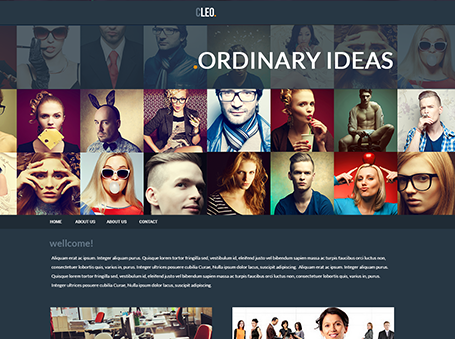 CLEO.
.ORDINARY IDEAS
HOME ABOUT US ABOUT US CONTACT
wellcome!
Aliquam erat ac ipsum. Integer aliquam purus. Quisque lorem tortor fringilla sed, vestibulum id, eleifend justo vel bibendum sapien massa ac turpis faucibus orci luctus non,
consectetuer lobortis quis, varius in, purus. Integer ultrices posuere cubilia Curae, Nulla ipsum dolor lacus, suscipit adipiscing. Aliquam erat ac ipsum. Integer aliquam purus.
Quisque lorem tortor fringilla sed, vestibulum id, eleifend justo vel bibendum sapien massa ac turpis faucibus orci luctus non, consectetuer lobortis quis, varius in, purus.
Integer ultrices posuere cubilia Curae, Nulla ipsum dolor lacus, suscipit adipiscing.